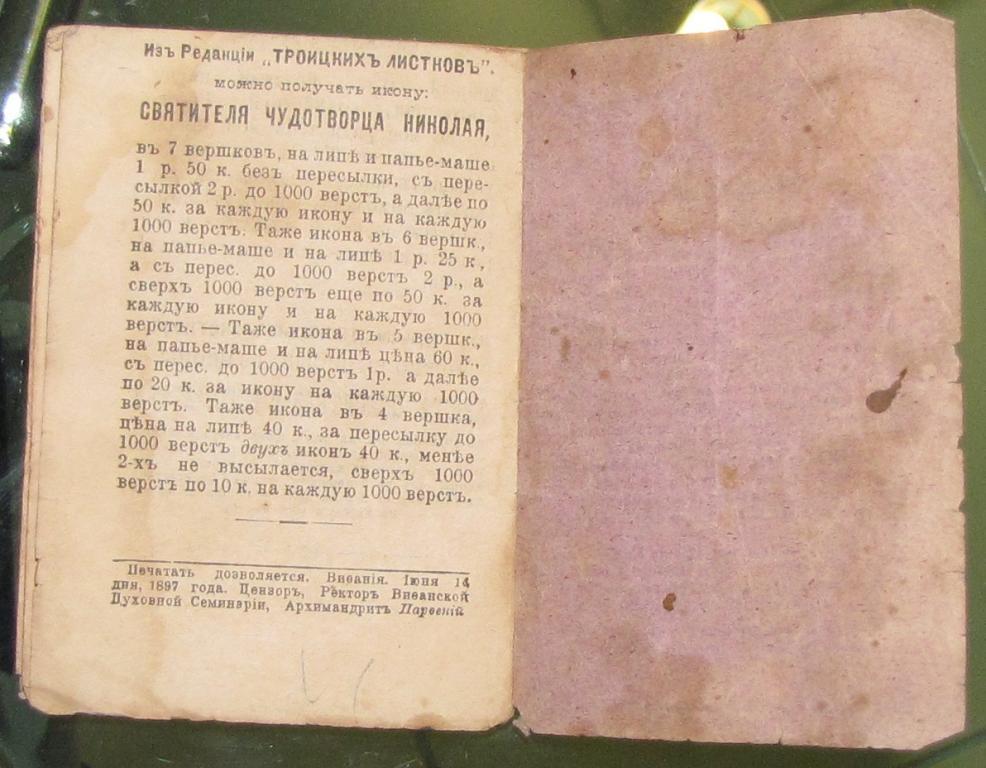 Изъ Редакціи „ТРОИЦКИХЪ ЛИСТКОВЪ".
можно получать икону:
СВЯТИТЕЛЯ ЧУДОТВОРЦА НИКОЛАЯ,
въ 7 вершковъ, на липѣ и папье-маше
1 р. 50 к. безъ пересылки, съ пере-
сылкой 2 р. до 1000 верстъ, а далѣе по
50 к. за каждую икону и на каждую
1000 верстъ. Таже икона въ 6 вершк.,
на папье-маше и на липѣ 1 р. 25 к.,
а съ перес. до 1000 верстъ 2 р., а
сверхъ 1000 верстъ еще по 50 к. за
каждую икону и на каждую 1000
верстъ. — Таже икона въ 5 вершк.,
на папье-маше и на липѣ цѣна 60 к.,
съ перес. до 1000 верстъ 1р. а далѣе
по 20 к. за икону на каждую 1000
верстъ. Таже икона въ 4 вершка,
цѣна на липѣ 40 к., за пересылку до
1000 верстъ двухъ иконъ 40 к., менѣе
2-хъ не высылается, сверхъ 1000
верстъ по 10 к. на каждую 1000 верстъ.
Печатать дозволяется. Виѳанія. Іюня 14
дня, 1897 года. Цензоръ, Ректоръ Виѳанской
Духовной Семинаріи, Архимандритъ Парѳеній